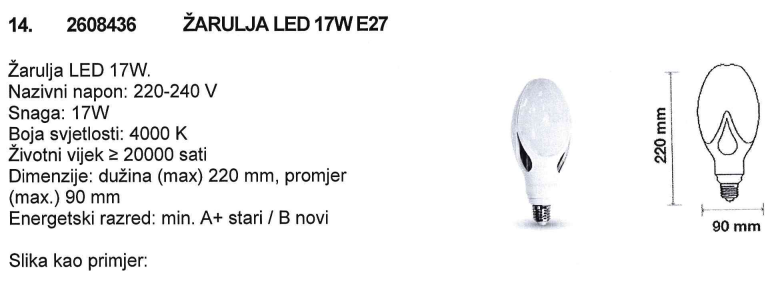 14. 2608436 ŽARULJA LED 17W E27
Žarulja LED 17W.
Nazivni napon: 220-240 V
Snaga: 17W
Boja svjetlosti: 4000 K
Životni vijek ≥ 20000 sati
Dimenzije: dužina (max) 220 mm, promjer
(max.) 90 mm
Energetski razred: min. A+ stari / B novi
Slika kao primjer:
220 mm
90 mm